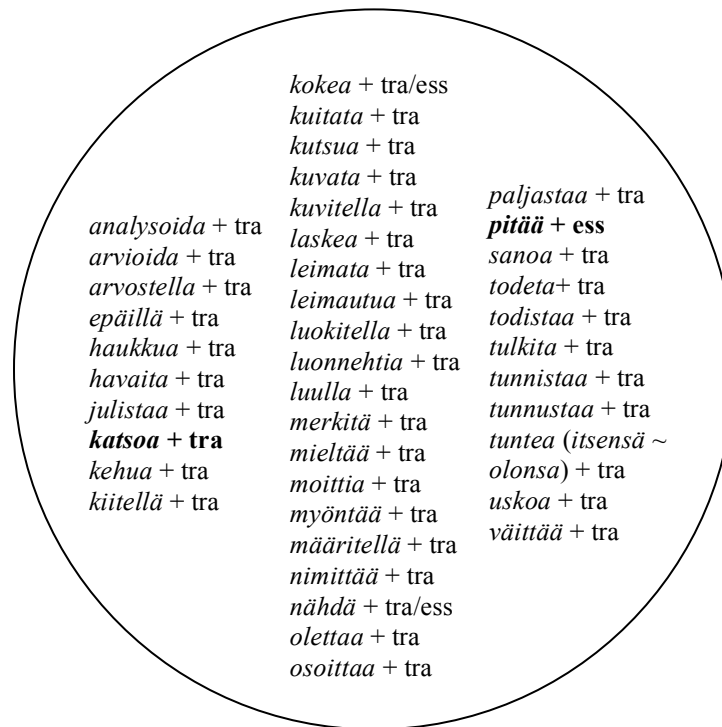 analysoida + tra
arvioida + tra
arvostella + tra
epäillä + tra
haukkua + tra
havaita + tra
julistaa + tra
katsoa + tra
kehua + tra
kiitellä + tra
kokea + tra/ess
kuitata + tra
kutsua + tra
kuvata + tra
kuvitella + tra
laskea + tra
leimata + tra
leimautua + tra
luokitella + tra
luonnehtia + tra
luulla + tra
merkitä + tra
mieltää + tra
moittia + tra
myöntää + tra
määritellä + tra
nimittää + tra
nähdä + tra/ess
olettaa + tra
osoittaa + tra
paljastaa + tra
pitää + ess
sanoa + tra
todeta+ tra
todistaa + tra
tulkita + tra
tunnistaa + tra
tunnustaa + tra
tuntea (itsensä ~
olonsa) + tra
uskoa + tra
väittää + tra